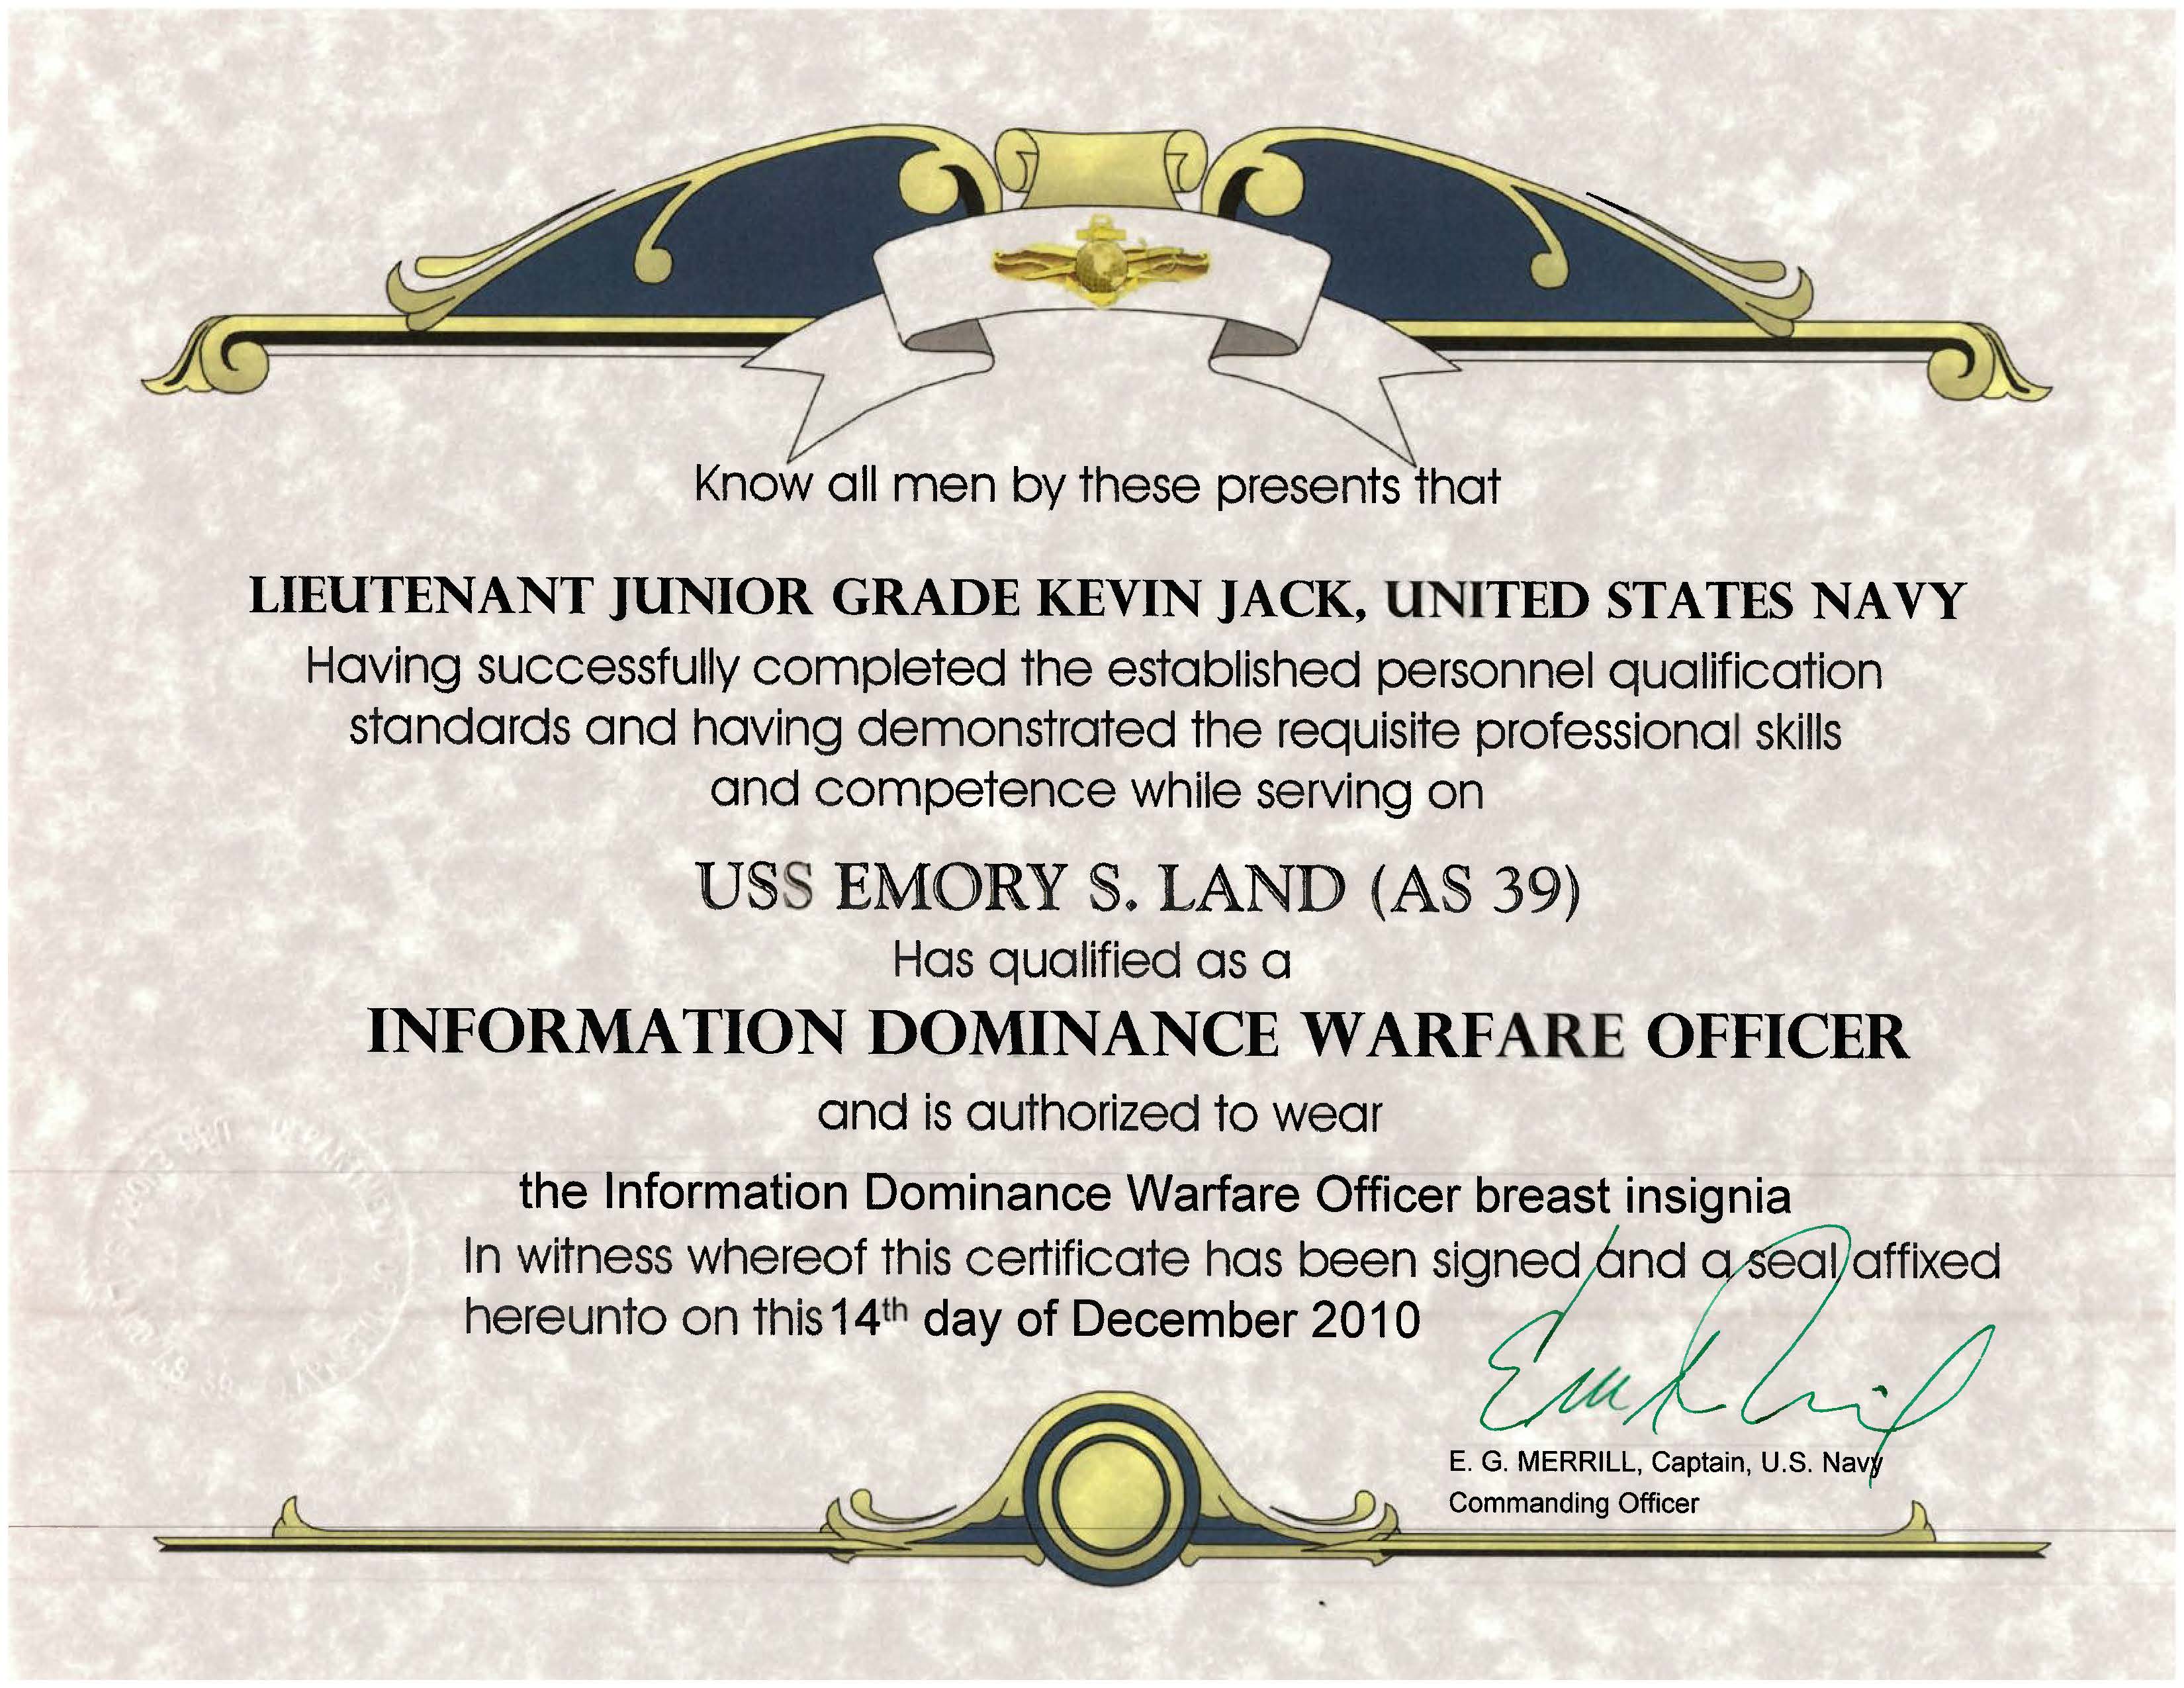 Know all men by these presents that
LIEUTENANT JUNIOR GRADE KEVIN JACK, UNITED STATES NAVY
Having successfully completed the established personnel qualification
standards and having demonstrated the requisite professional skills
and competence while serving on
USS EMORY S. LAND (AS 39)
Has qualified as a
INFORMATION DOMINANCE WARFARE OFFICER
and is authorized to wear
the Information Dominance Warfare Officer breast insignia
In witness whereof this certificate has been signed and a seal affixed
hereunto on this 14th day of December 2010
E. G. MERRILL, Captain, U.S. Navy
Commanding Officer